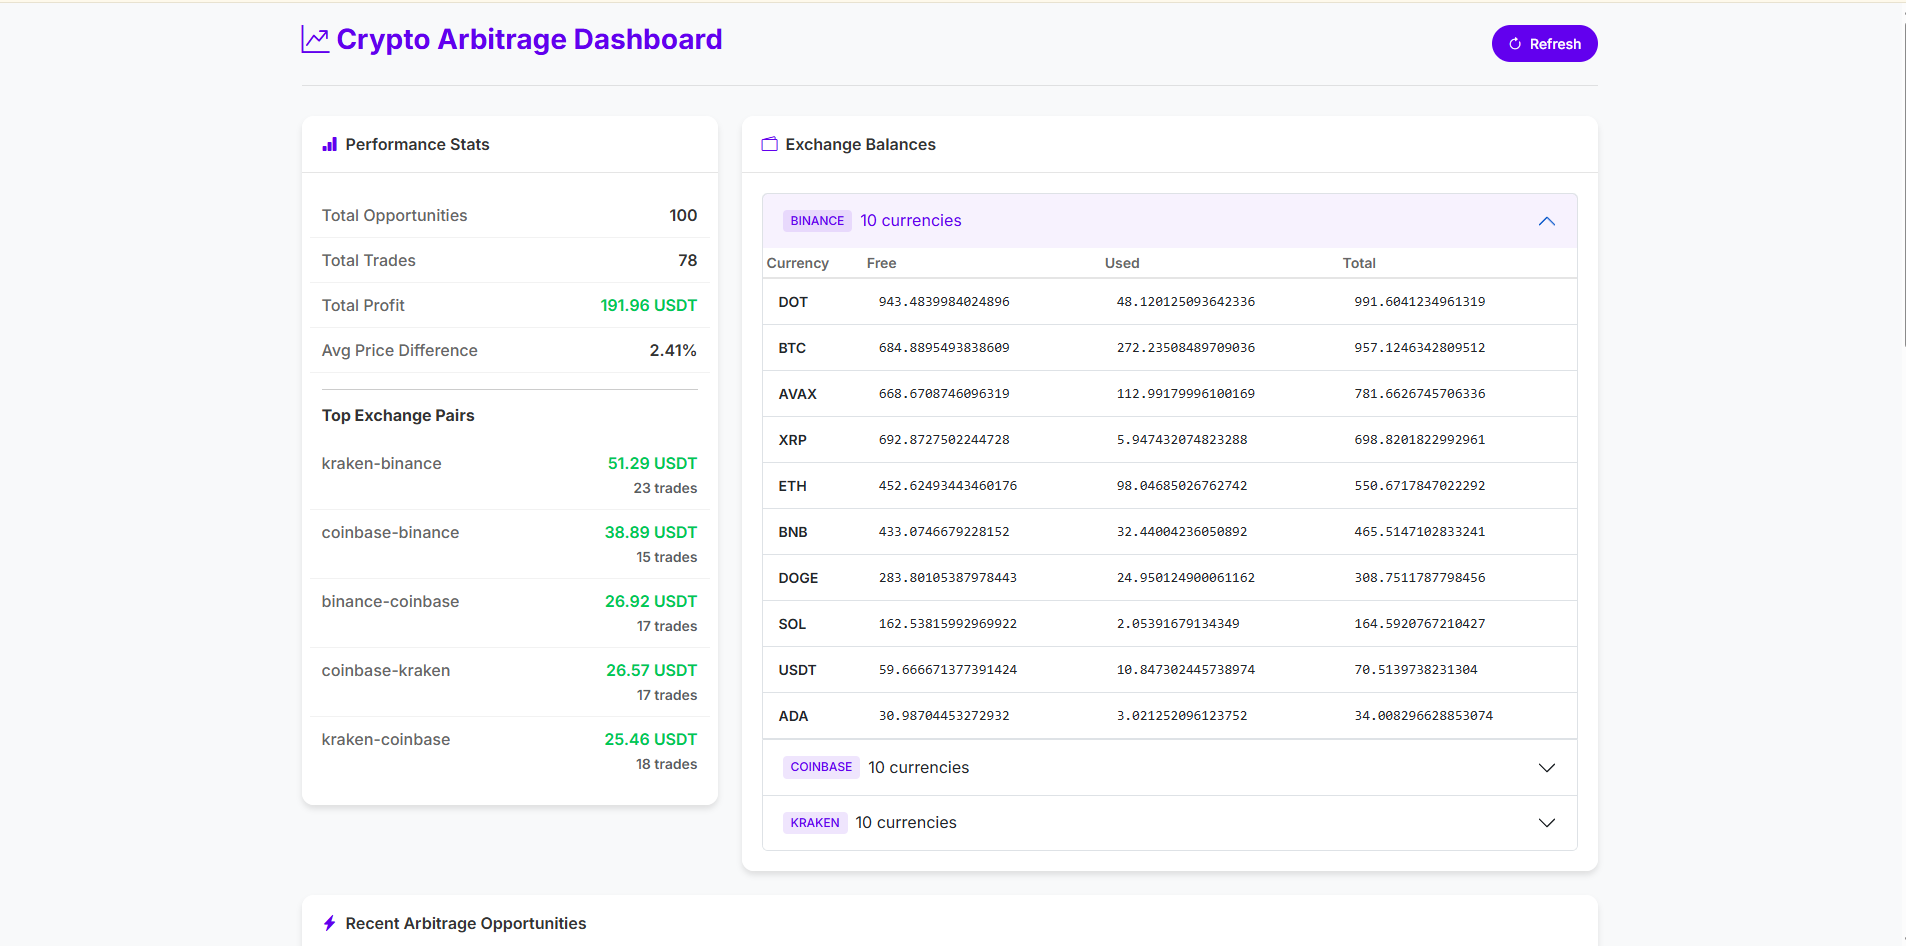 Crypto Arbitrage Dashboard
Refresh
Performance Stats
Total Opportunities 100
Total Trades 78
Total Profit 191.96 USDT
Avg Price Difference 2.41%
Top Exchange Pairs
kraken-binance 51.29 USDT
23 trades
coinbase-binance 38.89 USDT
15 trades
binance-coinbase 26.92 USDT
17 trades
coinbase-kraken 26.57 USDT
17 trades
kraken-coinbase 25.46 USDT
18 trades
Exchange Balances
BINANCE 10 currencies
Currency Free Used Total
DOT 943.4839984024896 48.120125093642336 991.6041234961319
BTC 684.8895493838609 272.23508489709036 957.1246342809512
AVAX 668.6708746096319 112.99179996100169 781.6626745706336
XRP 692.8727502244728 5.947432074823288 698.8201822992961
ETH 452.62493443460176 98.04685026762742 550.6717847022292
BNB 433.0746679228152 32.44004236050892 465.5147102833241
DOGE 283.80105387978443 24.950124900061162 308.7511787798456
SOL 162.53815992969922 2.05391679134349 164.5920767210427
USDT 59.666671377391424 10.847302445738974 70.5139738231304
ADA 30.98704453272932 3.021252096123752 34.008296628853074
COINBASE 10 currencies
KRAKEN 10 currencies
Recent Arbitrage Opportunities